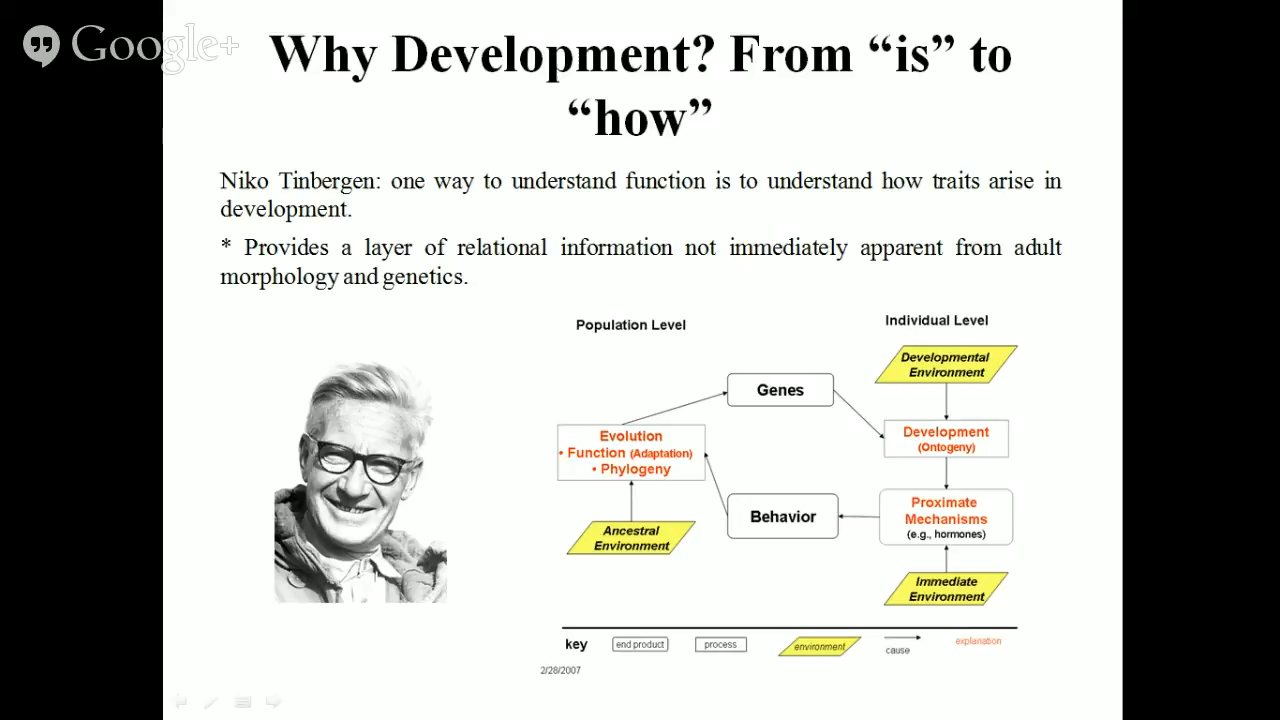 Google+
Why Development? From “is” to
“how”
Niko Tinbergen: one way to understand function is to understand how traits arise in
development.
* Provides a layer of relational information not immediately apparent from adult
morphology and genetics.
Population Level
Individual Level
Developmental
Environment
Genes
Evolution
• Function (Adaptation)
• Phylogeny
Development
(Ontogeny)
Behavior
Proximate
Mechanisms
(e.g., hormones)
Ancestral
Environment
Immediate
Environment
key
end product
process
environment
cause
explanation
2/28/2007